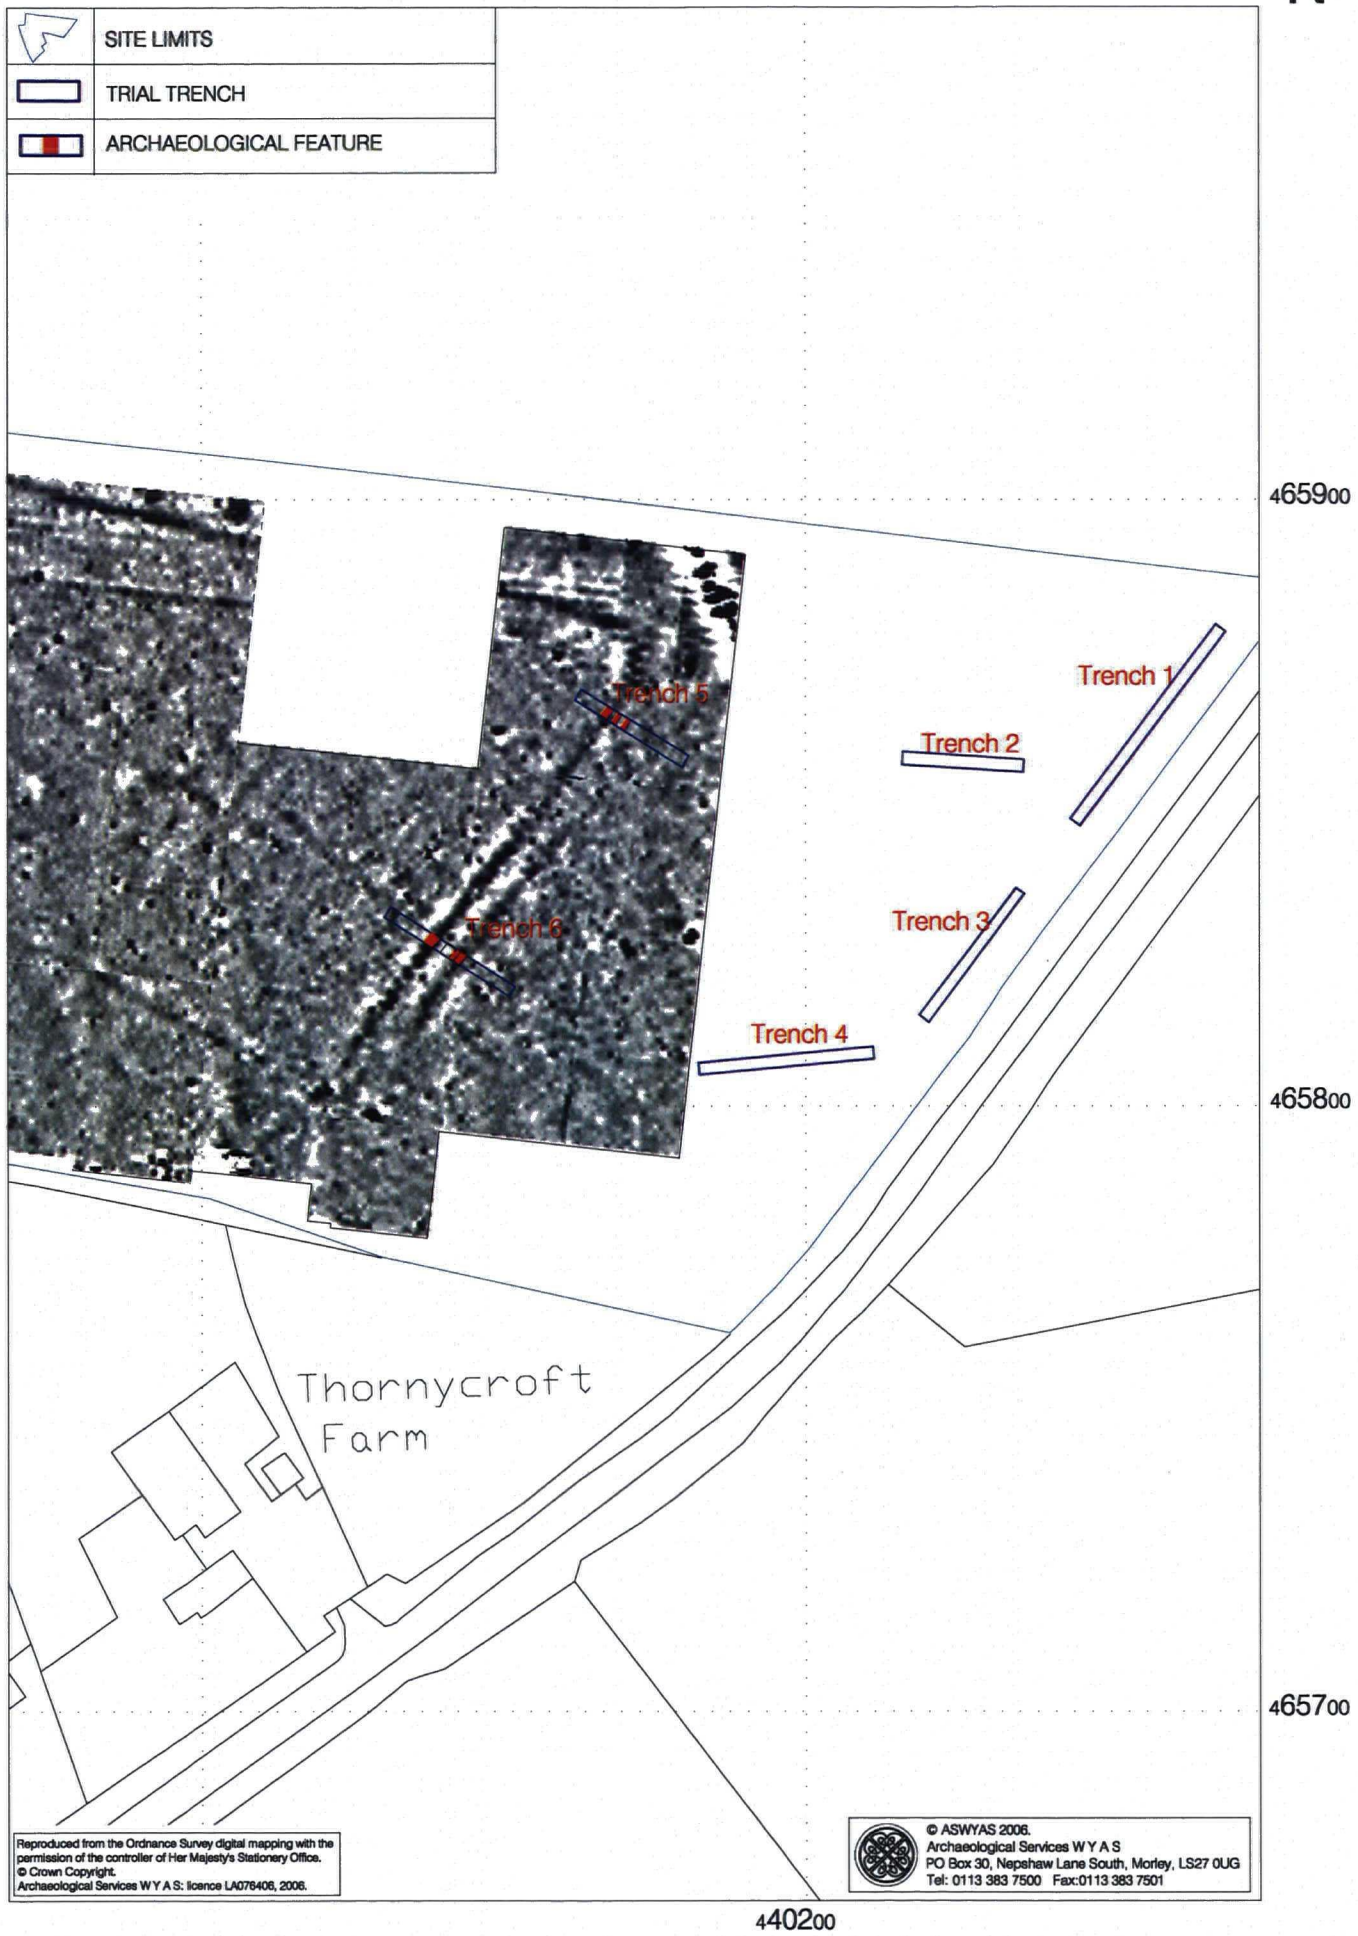 SITE LIMITS
TRIAL TRENCH
ARCHAEOLOGICAL FEATURE
465900
Trench 1
Trench 5
Trench 2
Trench 3
Trench 6
Trench 4
465800
Thornycroft
Farm
465700
Reproduced from the Ordnance Survey digital mapping with the
permission of the controller of Her Majesty's Stationery Office.
© Crown Copyright.
Archaeological Services W Y A S: licence LA076406, 2006.
© ASWYAS 2006.
Archaeological Services W Y A S
PO Box 30, Nepshaw Lane South, Morley, LS27 0UG
Tel: 0113 383 7500 Fax:0113 383 7501
440200